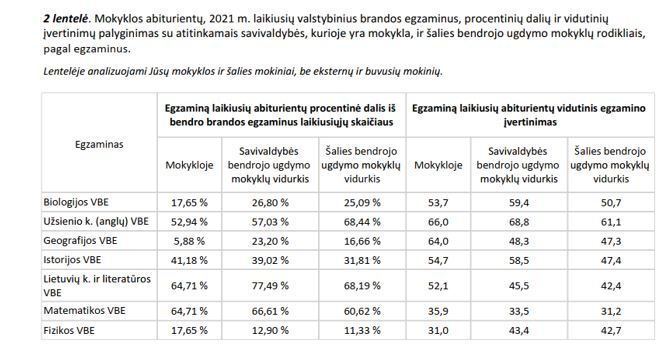 2 lentelė. Mokyklos abiturientų, 2021 m. laikiusių valstybinius brandos egzaminus, procentinių dalių ir vidutinių
įvertinimų palyginimas su atitinkamais savivaldybės, kurioje yra mokykla, ir šalies bendrojo ugdymo mokyklų rodikliais,
pagal egzaminus.
Lentelėje analizuojami Jūsų mokyklos ir šalies mokiniai, be eksternų ir buvusių mokinių.
Egzaminas
Egzaminą laikiusių abiturientų procentinė dalis iš
bendro brandos egzaminus laikiusiųjų skaičiaus
Egzaminą laikiusių abiturientų vidutinis egzamino
įvertinimas
Mokykloje
Savivaldybės
bendrojo ugdymo
mokyklų vidurkis
Šalies bendrojo
ugdymo mokyklų
vidurkis
Mokykloje
Savivaldybės
bendrojo ugdymo
mokyklų vidurkis
Šalies bendrojo
ugdymo mokyklų
vidurkis
Biologijos VBE 17,65 % 26,80 % 25,09 % 53,7 59,4 50,7
Užsienio k. (anglų) VBE 52,94 % 57,03 % 68,44 % 66,0 68,8 61,1
Geografijos VBE 5,88 % 23,20 % 16,66 % 64,0 48,3 47,3
Istorijos VBE 41,18 % 39,02 % 31,81 % 54,7 58,5 47,4
Lietuvių k. ir literatūros
VBE 64,71 % 77,49 % 68,19 % 52,1 45,5 42,4
Matematikos VBE 64,71 % 66,61 % 60,62 % 35,9 33,5 31,2
Fizikos VBE 17,65 % 12,90 % 11,33 % 31,0 43,4 42,7